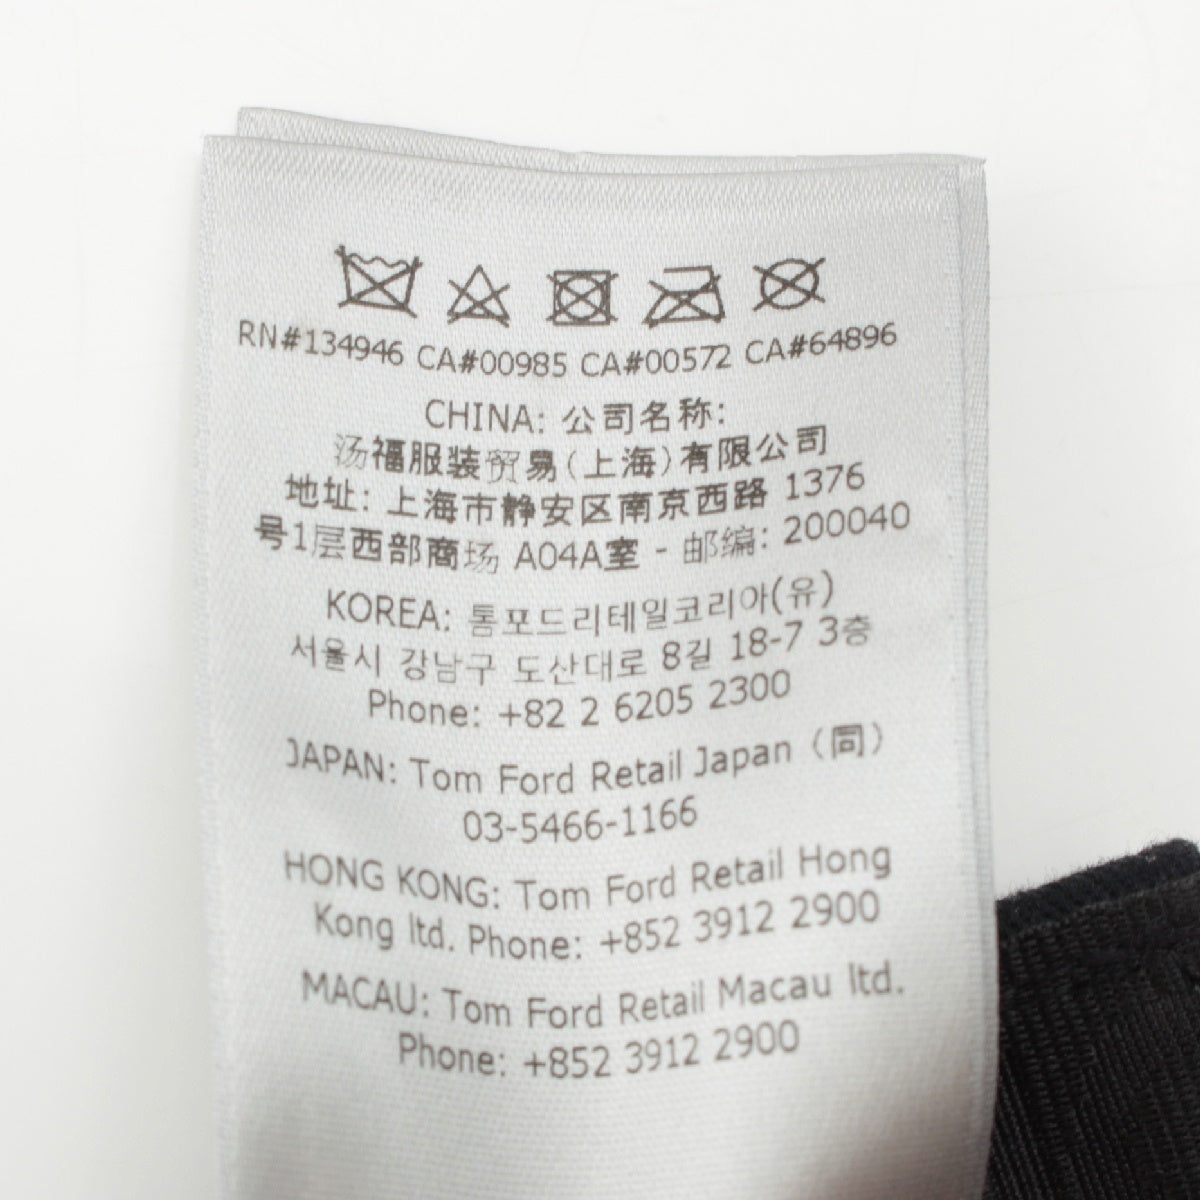 RN#134946 CA#00985 CA#00572 CA#64896
CHINA: 公司名称:
汤福服装贸易(上海)有限公司
地址: 上海市静安区南京西路 1376
号1层西部商场 A04A室 - 邮编: 200040
KOREA: 톰포드리테일코리아(유)
서울시 강남구 도산대로 8길 18-7 3층
Phone: +82 2 6205 2300
JAPAN: Tom Ford Retail Japan（同）
03-5466-1166
HONG KONG: Tom Ford Retail Hong
Kong ltd. Phone: +852 3912 2900
MACAU: Tom Ford Retail Macau ltd.
Phone: +852 3912 2900